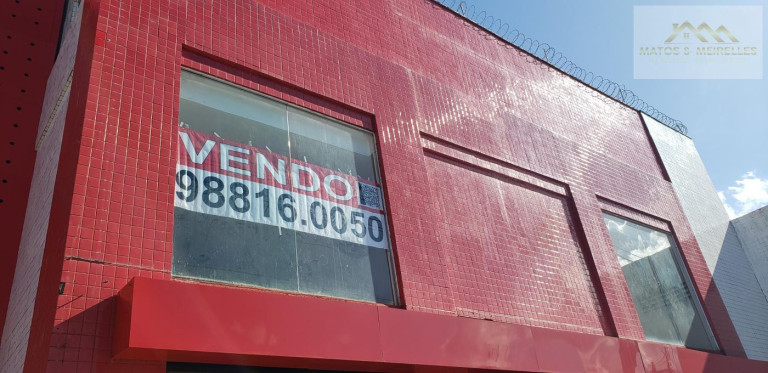 MATOS & MEIRELLES
VENDO
98816.0050